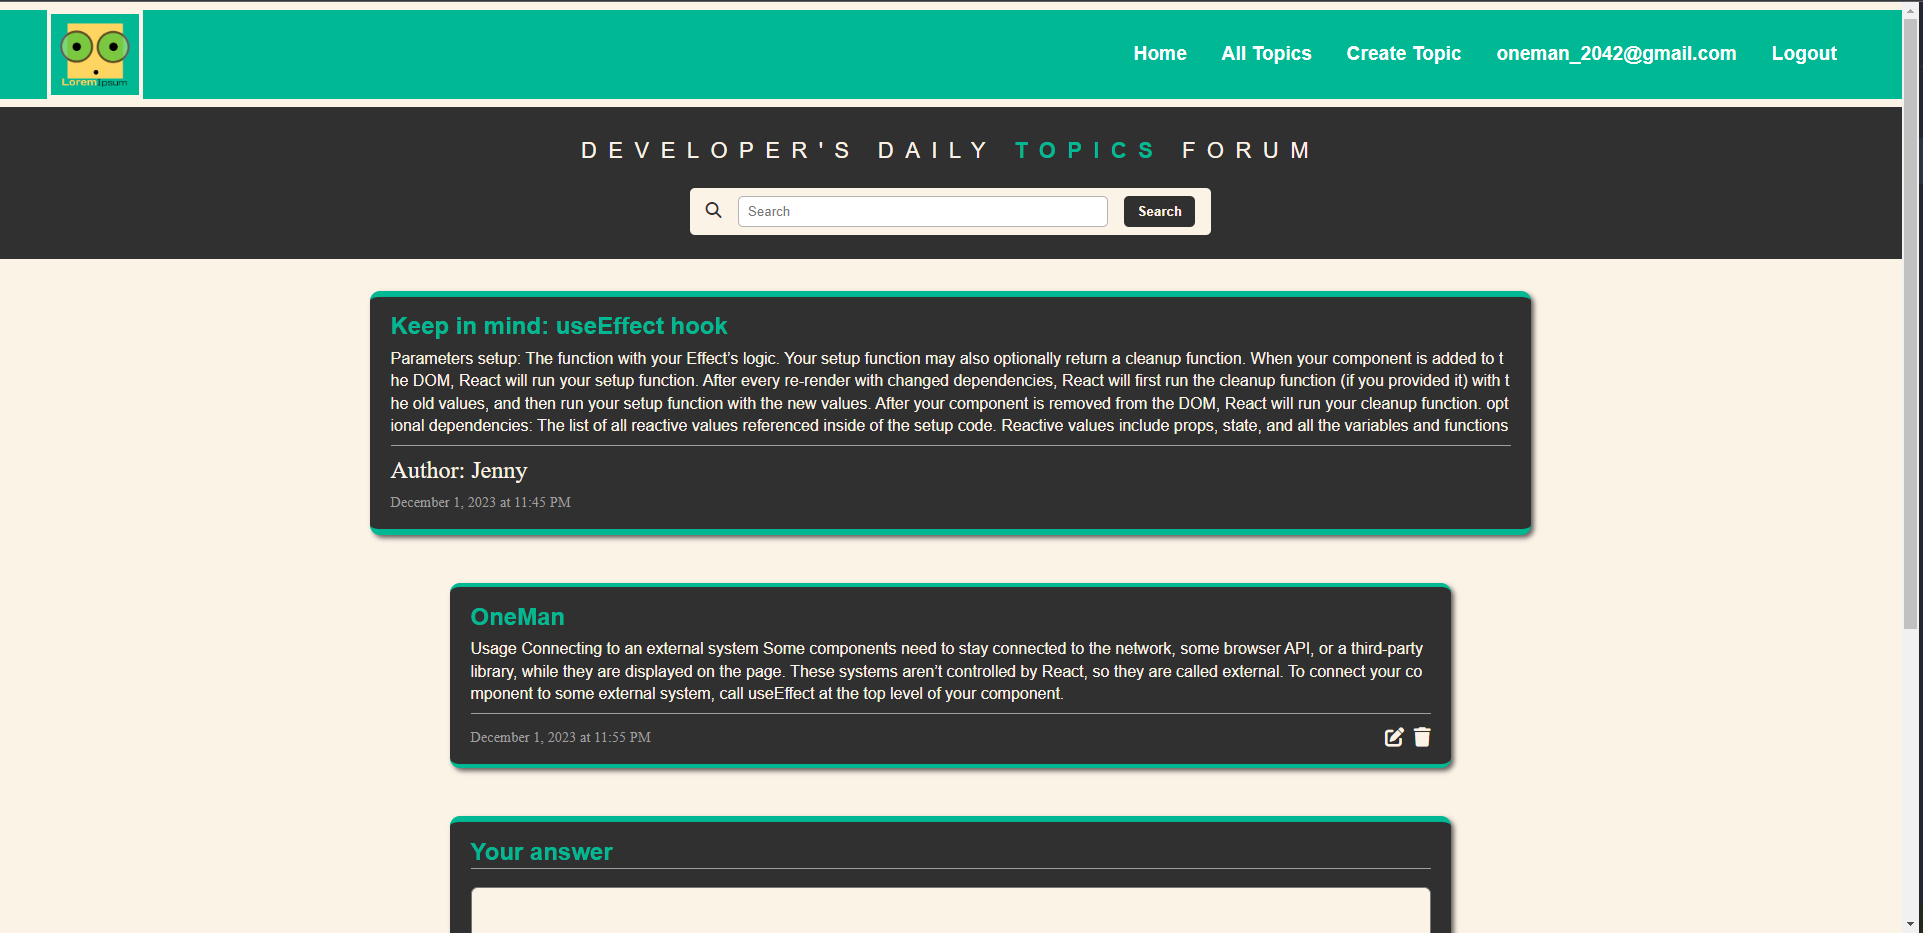 LoremIpsum
Home All Topics Create Topic oneman_2042@gmail.com Logout
DEVELOPER'S DAILY TOPICS FORUM
Search Search
Keep in mind: useEffect hook
Parameters setup: The function with your Effect’s logic. Your setup function may also optionally return a cleanup function. When your component is added to t
he DOM, React will run your setup function. After every re-render with changed dependencies, React will first run the cleanup function (if you provided it) with t
he old values, and then run your setup function with the new values. After your component is removed from the DOM, React will run your cleanup function. opt
ional dependencies: The list of all reactive values referenced inside of the setup code. Reactive values include props, state, and all the variables and functions
Author: Jenny
December 1, 2023 at 11:45 PM
OneMan
Usage Connecting to an external system Some components need to stay connected to the network, some browser API, or a third-party
library, while they are displayed on the page. These systems aren’t controlled by React, so they are called external. To connect your co
mponent to some external system, call useEffect at the top level of your component.
December 1, 2023 at 11:55 PM
Your answer